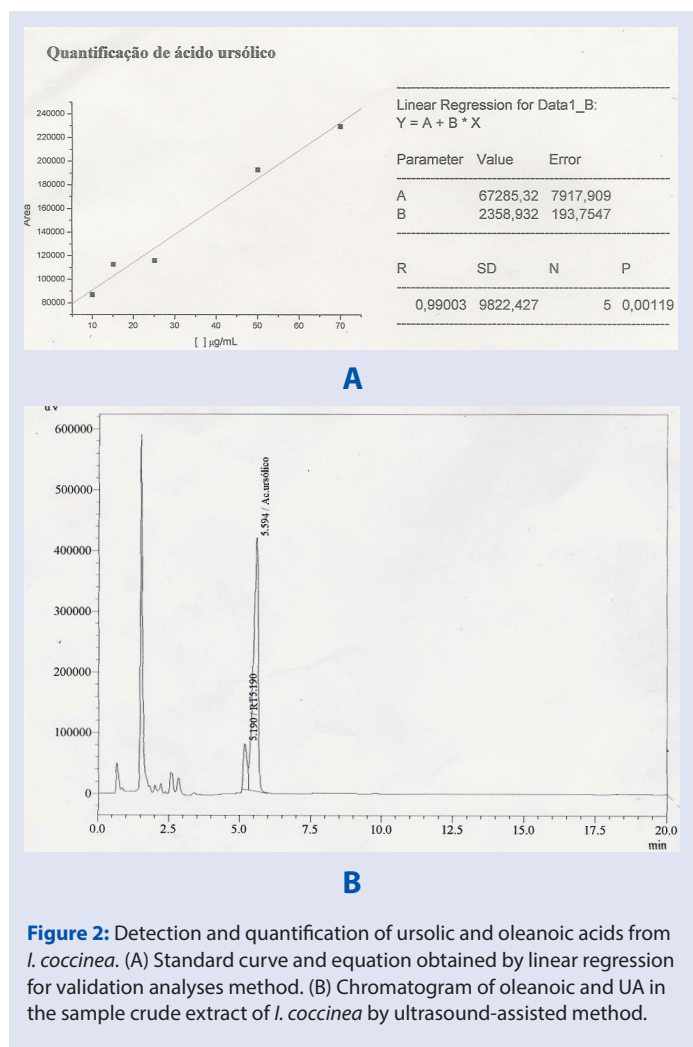 Quantificação de ácido ursólico
240000
220000
200000
180000
160000
140000
120000
100000
80000
Area
10 20 30 40 50 60 70
[ ] µg/mL
Linear Regression for Data1_B:
Y = A + B * X
Parameter Value Error
A 67285,32 7917,909
B 2358,932 193,7547
R SD N P
0,99003 9822,427 5 0,00119
A
uV
600000
500000
400000
300000
200000
100000
0
5.190 / RT5.190
5.594 / Ac.ursólico
0.0 2.5 5.0 7.5 10.0 12.5 15.0 17.5 20.0
min
B
Figure 2: Detection and quantification of ursolic and oleanoic acids from
I. coccinea. (A) Standard curve and equation obtained by linear regression
for validation analyses method. (B) Chromatogram of oleanoic and UA in
the sample crude extract of I. coccinea by ultrasound-assisted method.